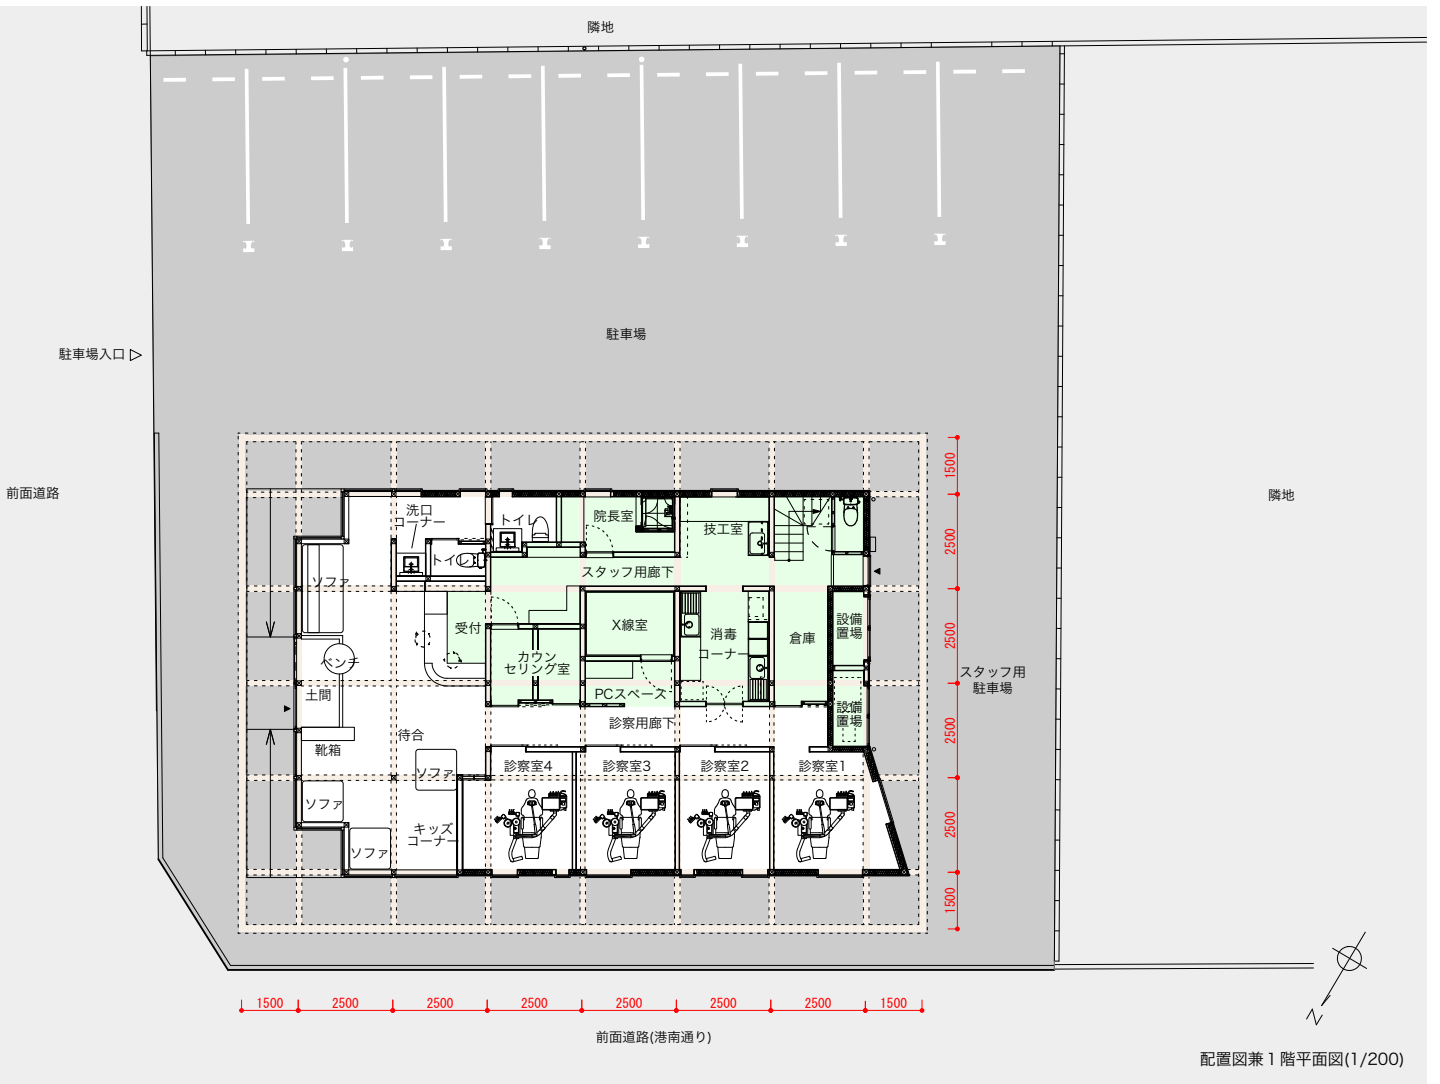 隣地
駐車場
駐車場入口
前面道路
隣地
1500
2500
2500
2500
2500
1500
洗口
コーナー
トイレ
トイレ
院長室
技工室
スタッフ用廊下
ソファ
受付
X線室
消毒
コーナー
倉庫
設備
置場
ベンチ
カウン
セリング室
スタッフ用
駐車場
土間
PCスペース
設備
置場
診察用廊下
待合
靴箱
ソファ
診察室4
診察室3
診察室2
診察室1
ソファ
キッズ
コーナー
ソファ
1500
2500
2500
2500
2500
2500
2500
1500
前面道路(港南通り)
N
配置図兼1階平面図(1/200)